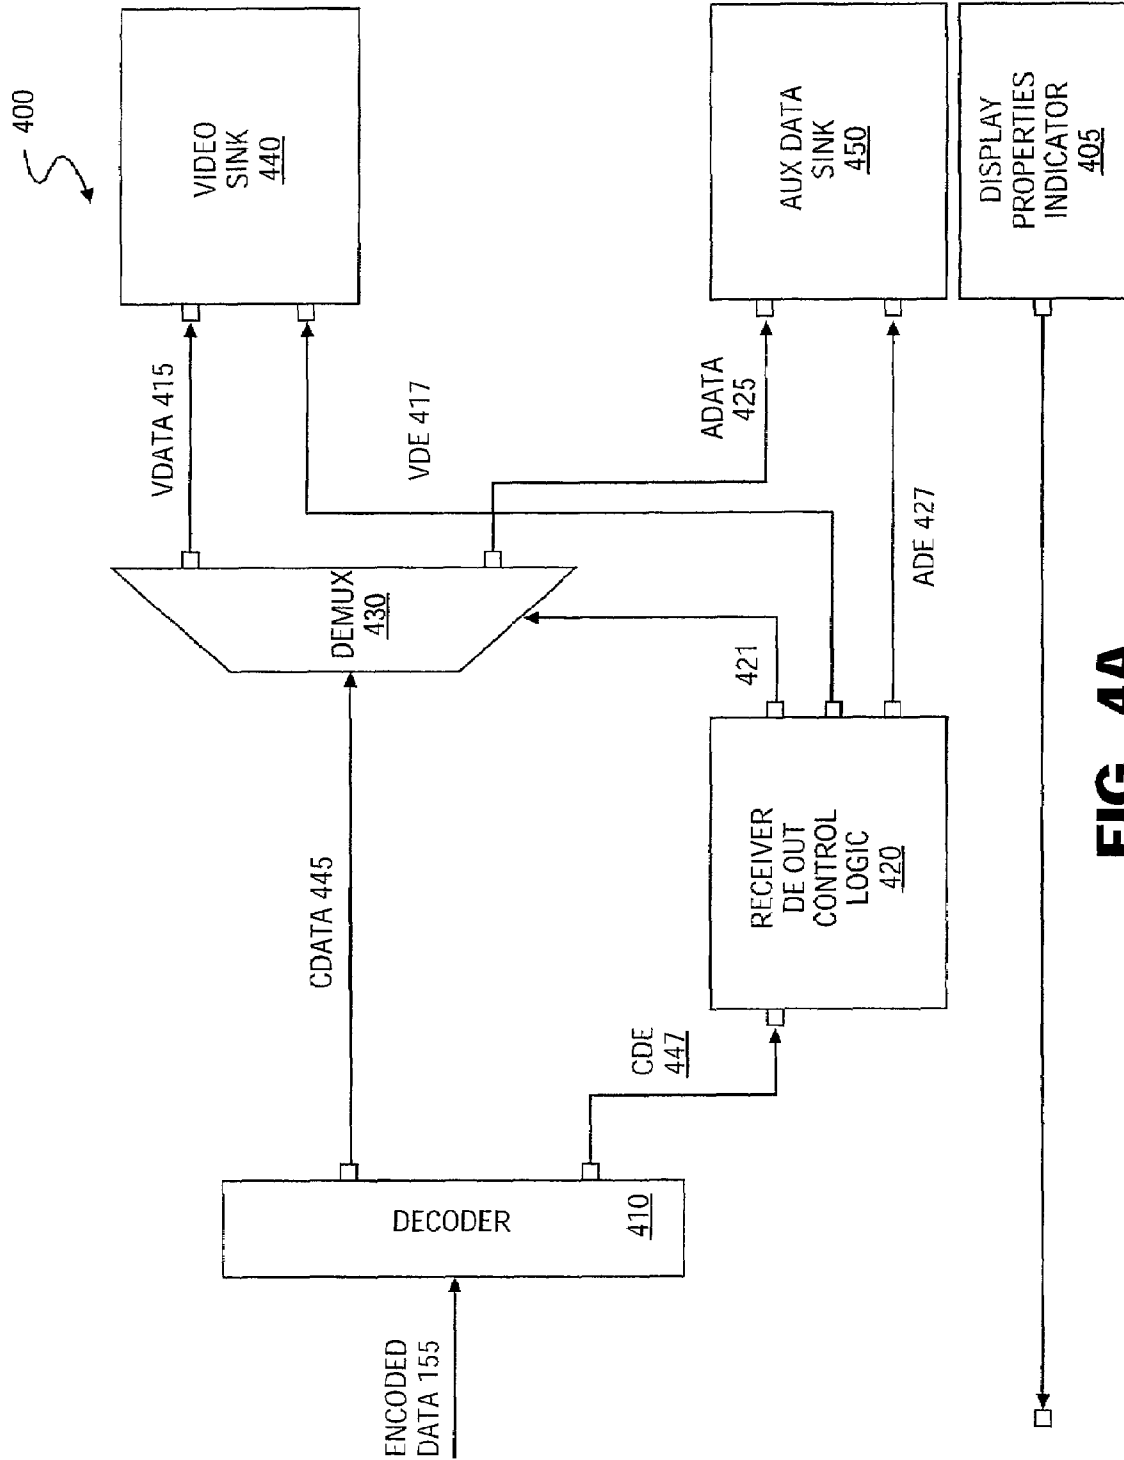 400
VIDEO
SINK
440
AUX DATA
SINK
450
DISPLAY
PROPERTIES
INDICATOR
405
VDATA 415
VDE 417
ADATA
425
ADE 427
DEMUX
430
421
CDATA 445
RECEIVER
DE OUT
CONTROL
LOGIC
420
CDE
447
DECODER
410
ENCODED
DATA 155
FIG. 4A